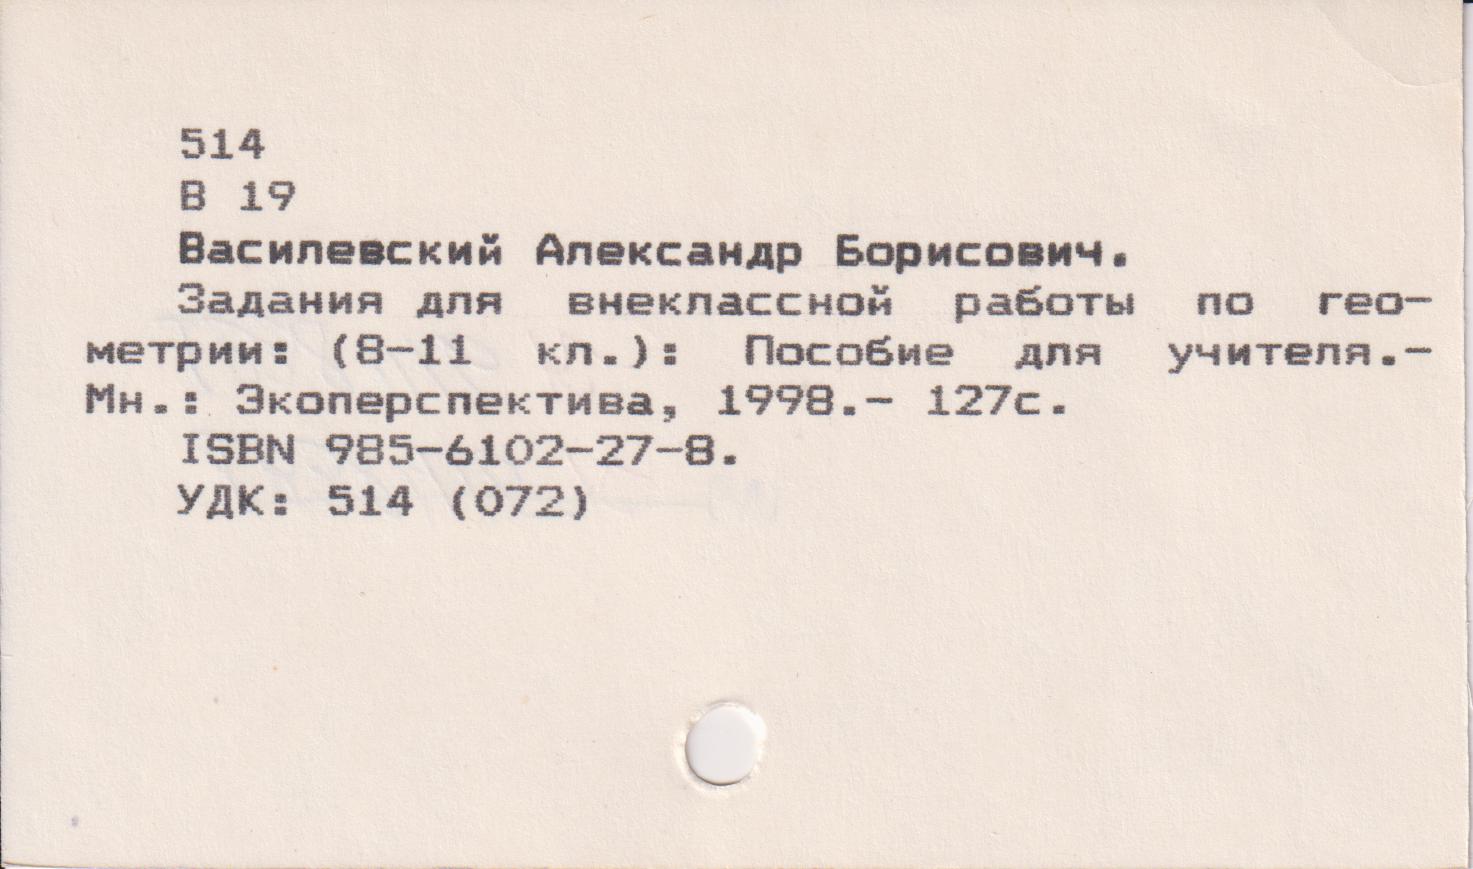 514
В 19
Василевский Александр Борисович.
Задания для внеклассной работы по гео-
метрии: (8-11 кл.): Пособие для учителя.-
Мн.: Экоперспектива, 1998.- 127с.
ISBN 985-6102-27-8.
УДК: 514 (072)